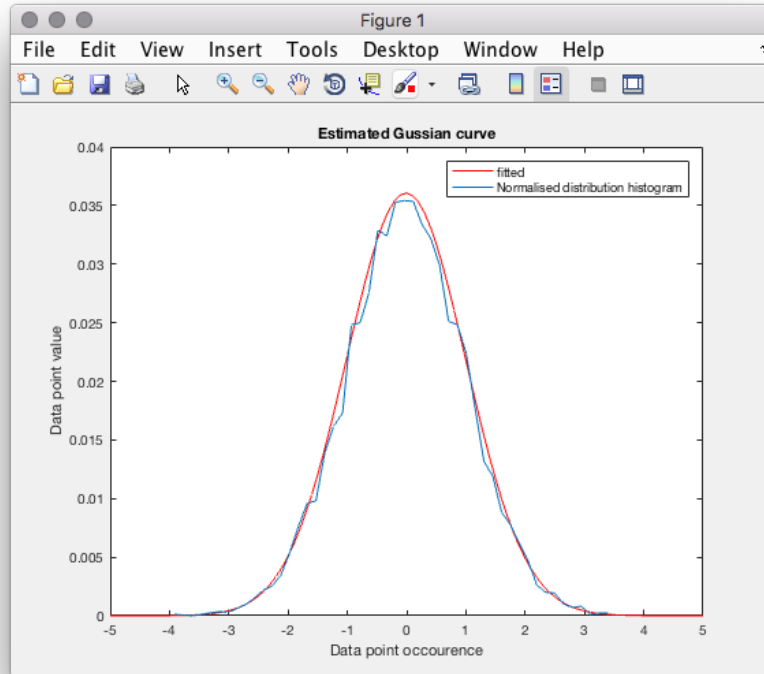 Figure 1
File Edit View Insert Tools Desktop Window Help
Estimated Gussian curve
fitted
Normalised distribution histogram
Data point value
0.04
0.035
0.03
0.025
0.02
0.015
0.01
0.005
0
-5 -4 -3 -2 -1 0 1 2 3 4 5
Data point occourence